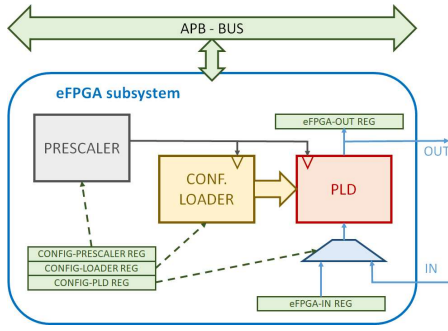 APB - BUS
eFPGA subsystem
eFPGA-OUT REG
OUT
PRESCALER
CONF.
LOADER
PLD
CONFIG-PRESCALER REG
CONFIG-LOADER REG
CONFIG-PLD REG
IN
eFPGA-IN REG